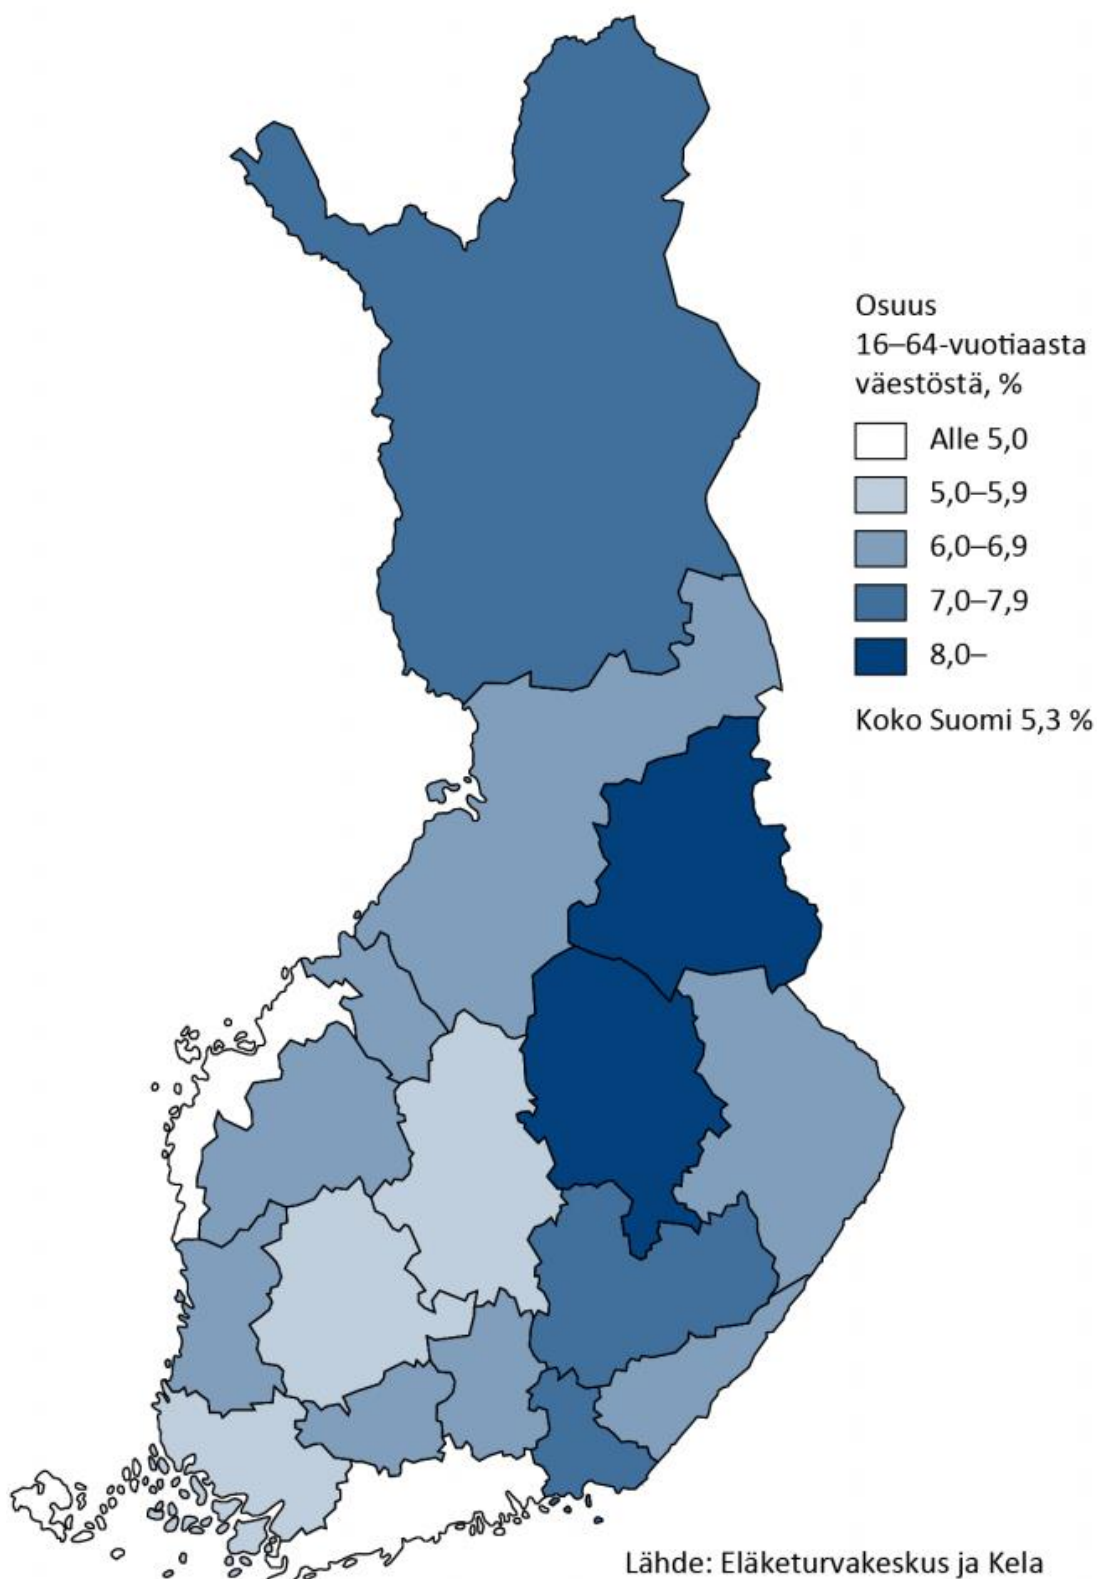 Osuus
16–64-vuotiaasta
väestöstä, %
Alle 5,0
5,0–5,9
6,0–6,9
7,0–7,9
8,0–
Koko Suomi 5,3 %
Lähde: Eläketurvakeskus ja Kela